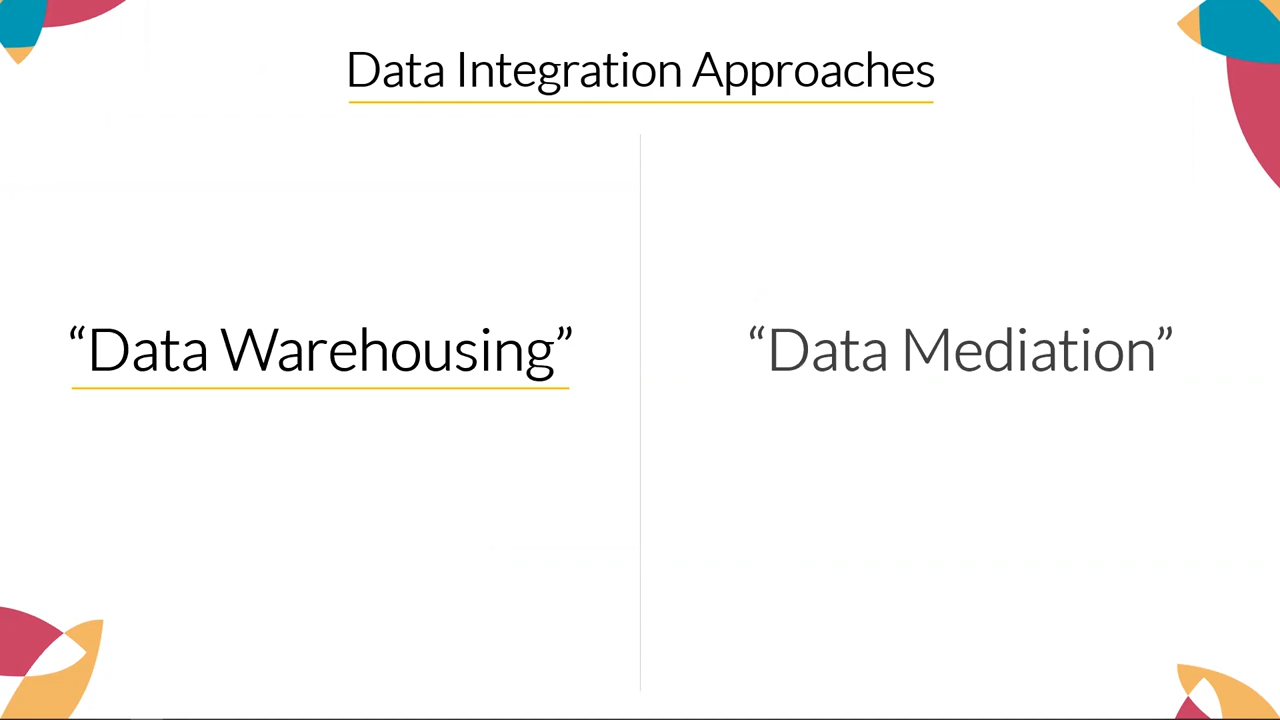 Data Integration Approaches
“Data Warehousing”
“Data Mediation”